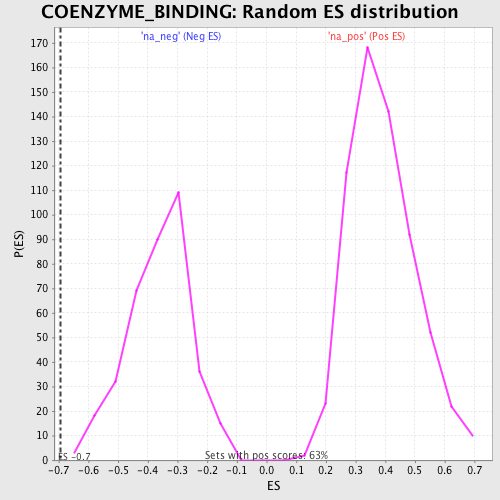 COENZYME_BINDING: Random ES distribution
'na_neg' (Neg ES)
'na_pos' (Pos ES)
P(ES)
170
160
150
140
130
120
110
100
90
80
70
60
50
40
30
20
10
0
ES -0.7
Sets with pos scores: 63%
-0.7 -0.6 -0.5 -0.4 -0.3 -0.2 -0.1 0.0 0.1 0.2 0.3 0.4 0.5 0.6 0.7
ES